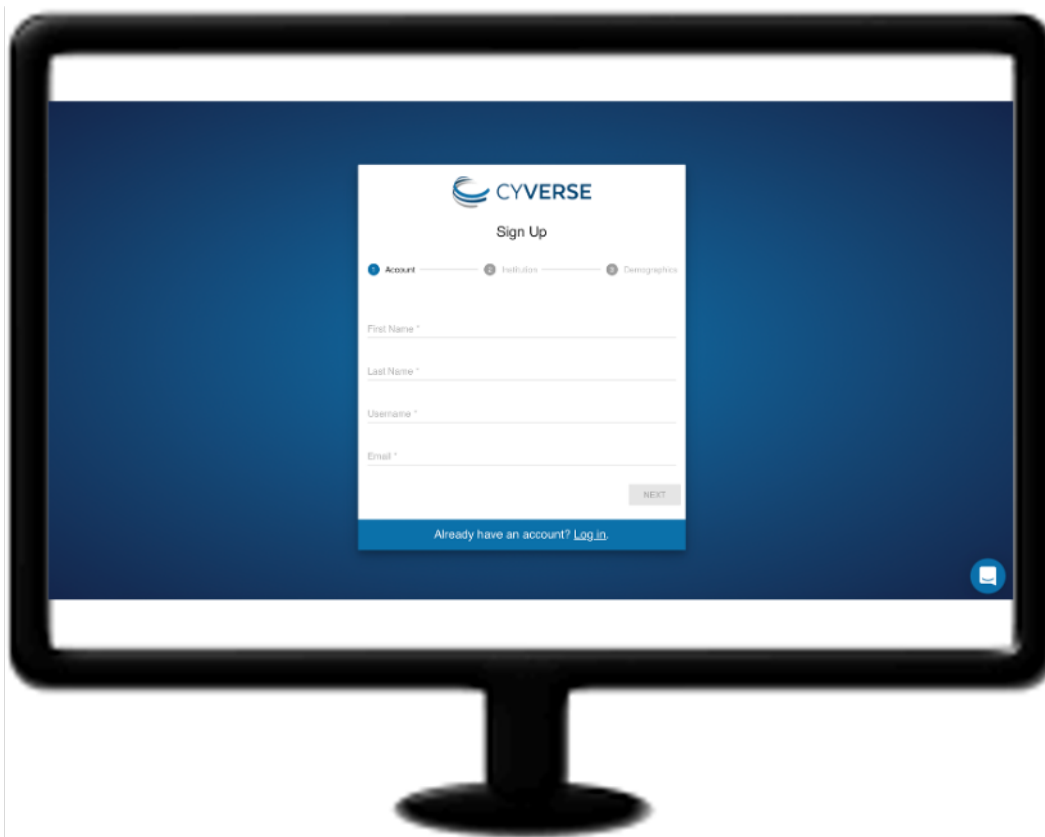 CYVERSE
Sign Up
1 Account 2 Institution 3 Demographics
First Name *
Last Name *
Username *
Email *
NEXT
Already have an account? Log in.